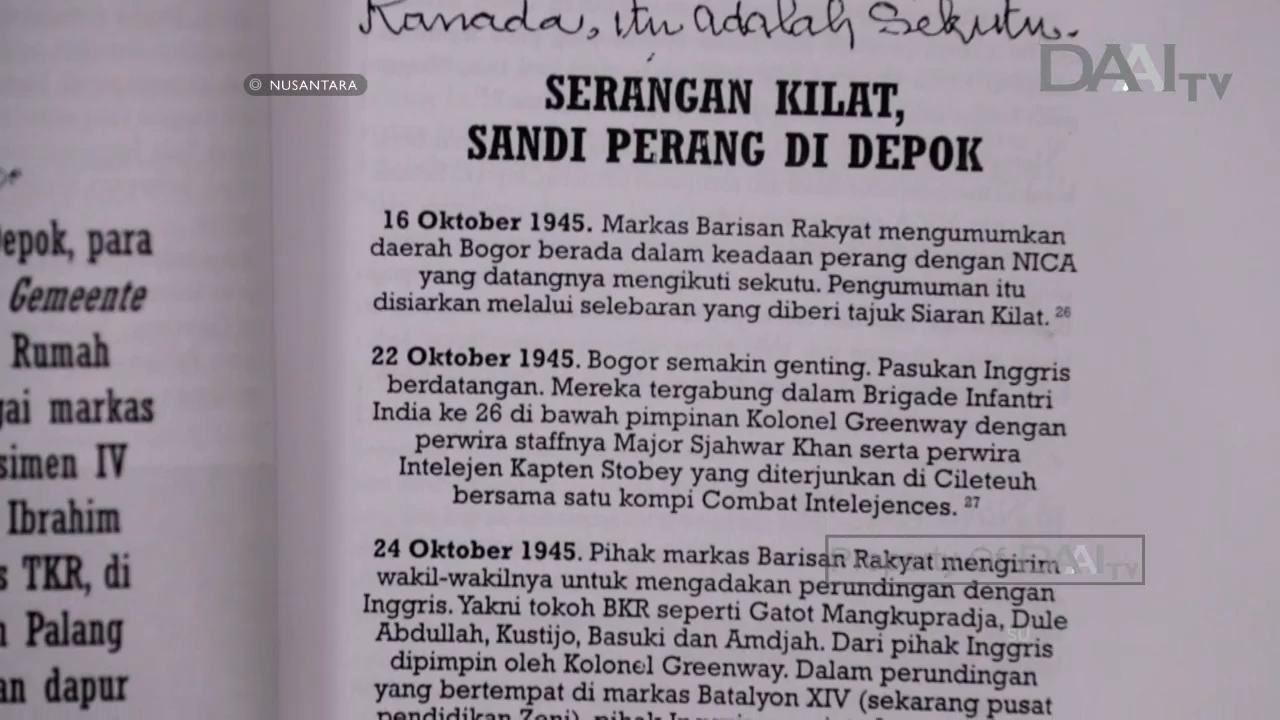 Kanada, itu adalah Sekutu.
DAAI TV
© NUSANTARA
SERANGAN KILAT,
SANDI PERANG DI DEPOK
16 Oktober 1945. Markas Barisan Rakyat mengumumkan
daerah Bogor berada dalam keadaan perang dengan NICA
yang datangnya mengikuti sekutu. Pengumuman itu
disiarkan melalui selebaran yang diberi tajuk Siaran Kilat. 26
22 Oktober 1945. Bogor semakin genting. Pasukan Inggris
berdatangan. Mereka tergabung dalam Brigade Infantri
India ke 26 di bawah pimpinan Kolonel Greenway dengan
perwira staffnya Major Sjahwar Khan serta perwira
Intelejen Kapten Stobey yang diterjunkan di Cileteuh
bersama satu kompi Combat Intelejences. 27
24 Oktober 1945. Pihak markas Barisan Rakyat mengirim
wakil-wakilnya untuk mengadakan perundingan dengan
Inggris. Yakni tokoh BKR seperti Gatot Mangkupradja, Dule
Abdullah, Kustijo, Basuki dan Amdjah. Dari pihak Inggris
dipimpin oleh Kolonel Greenway. Dalam perundingan
yang bertempat di markas Batalyon XIV (sekarang pusat
pendidikan Zeni), pihak
Property Of DAAI TV
para
Gemeente
Rumah
markas
IV
Ibrahim
TKR, di
Palang
dapur